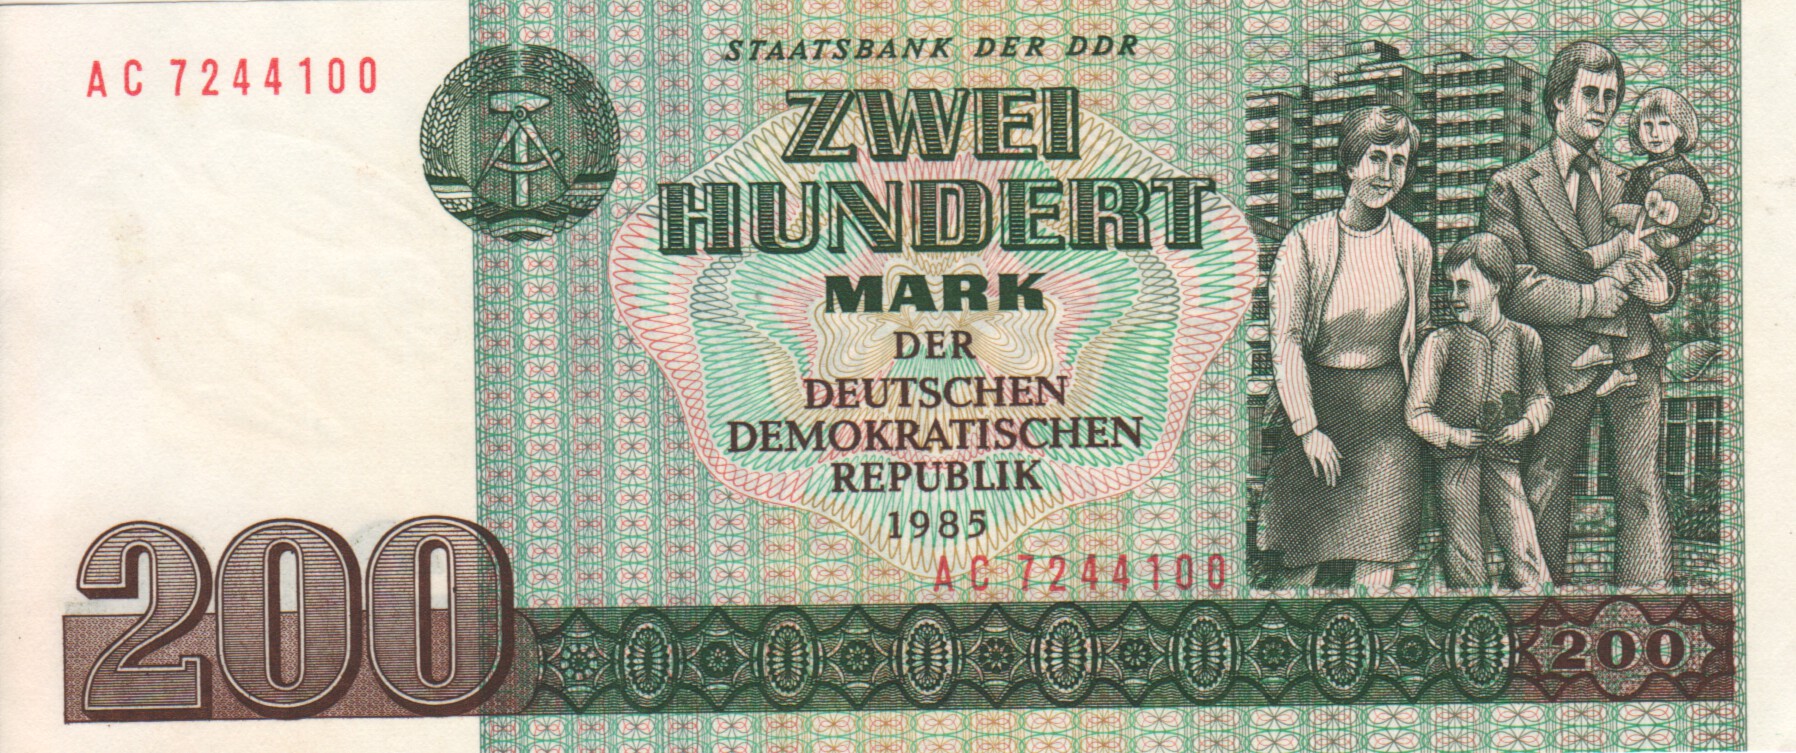 AC 7244100
STAATSBANK DER DDR
ZWEI
HUNDERT
MARK
DER
DEUTSCHEN
DEMOKRATISCHEN
REPUBLIK
1985
AC 7244100
200
200